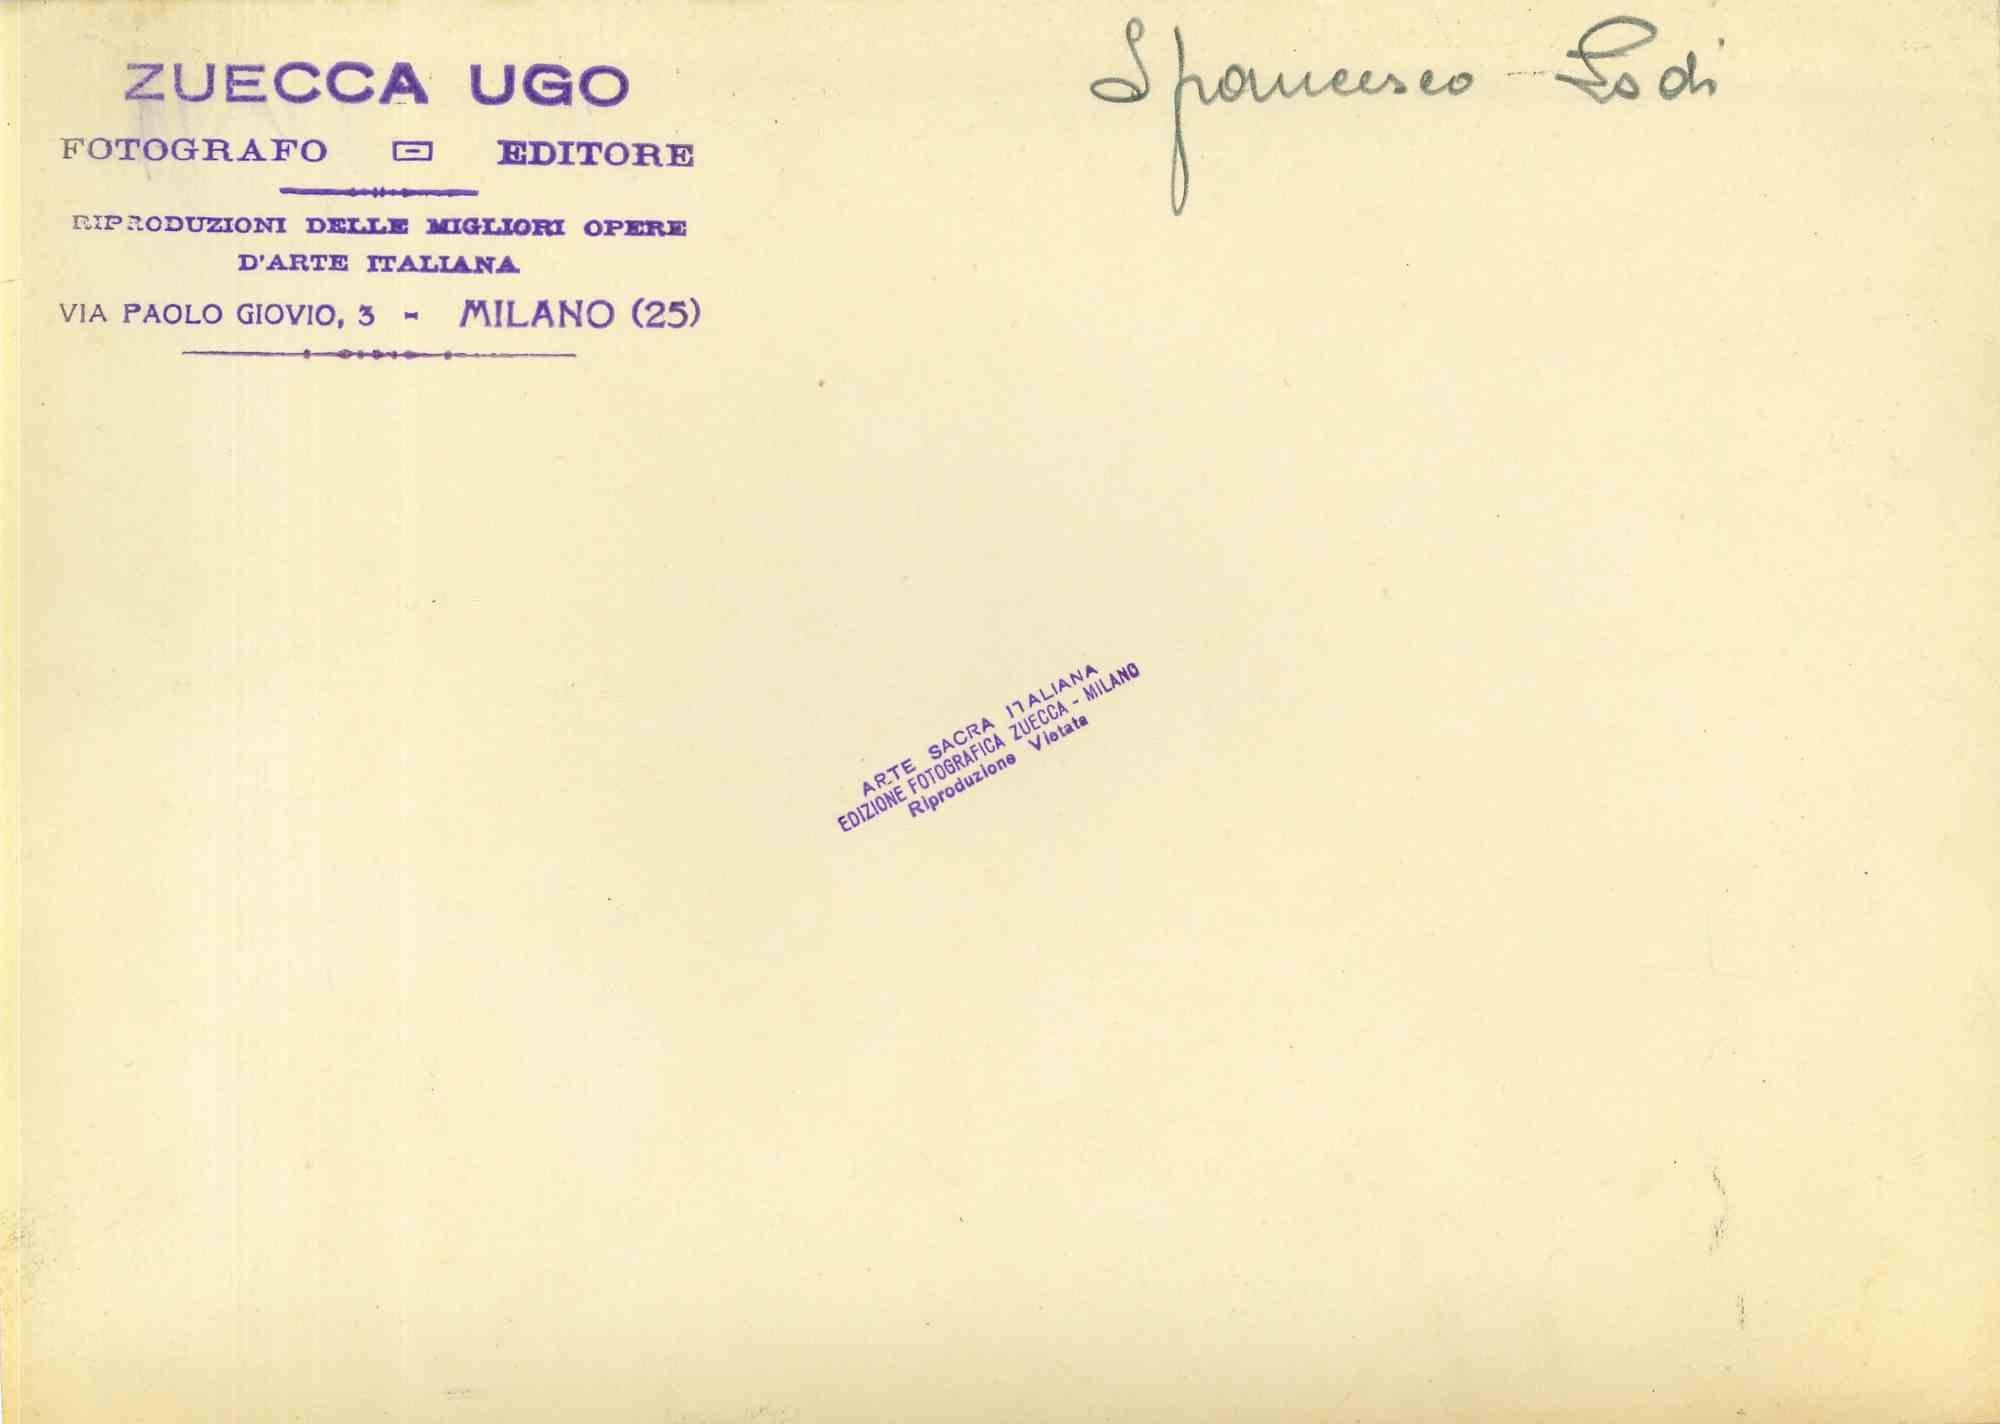 ZUECCA UGO
FOTOGRAFO EDITORE
RIPRODUZIONI DELLE MIGLIORI OPERE
D'ARTE ITALIANA
VIA PAOLO GIOVIO, 3 - MILANO (25)
S francesco - Lodi
ARTE SACRA ITALIANA
EDIZIONE FOTOGRAFICA ZUECCA - MILANO
Riproduzione Vietata